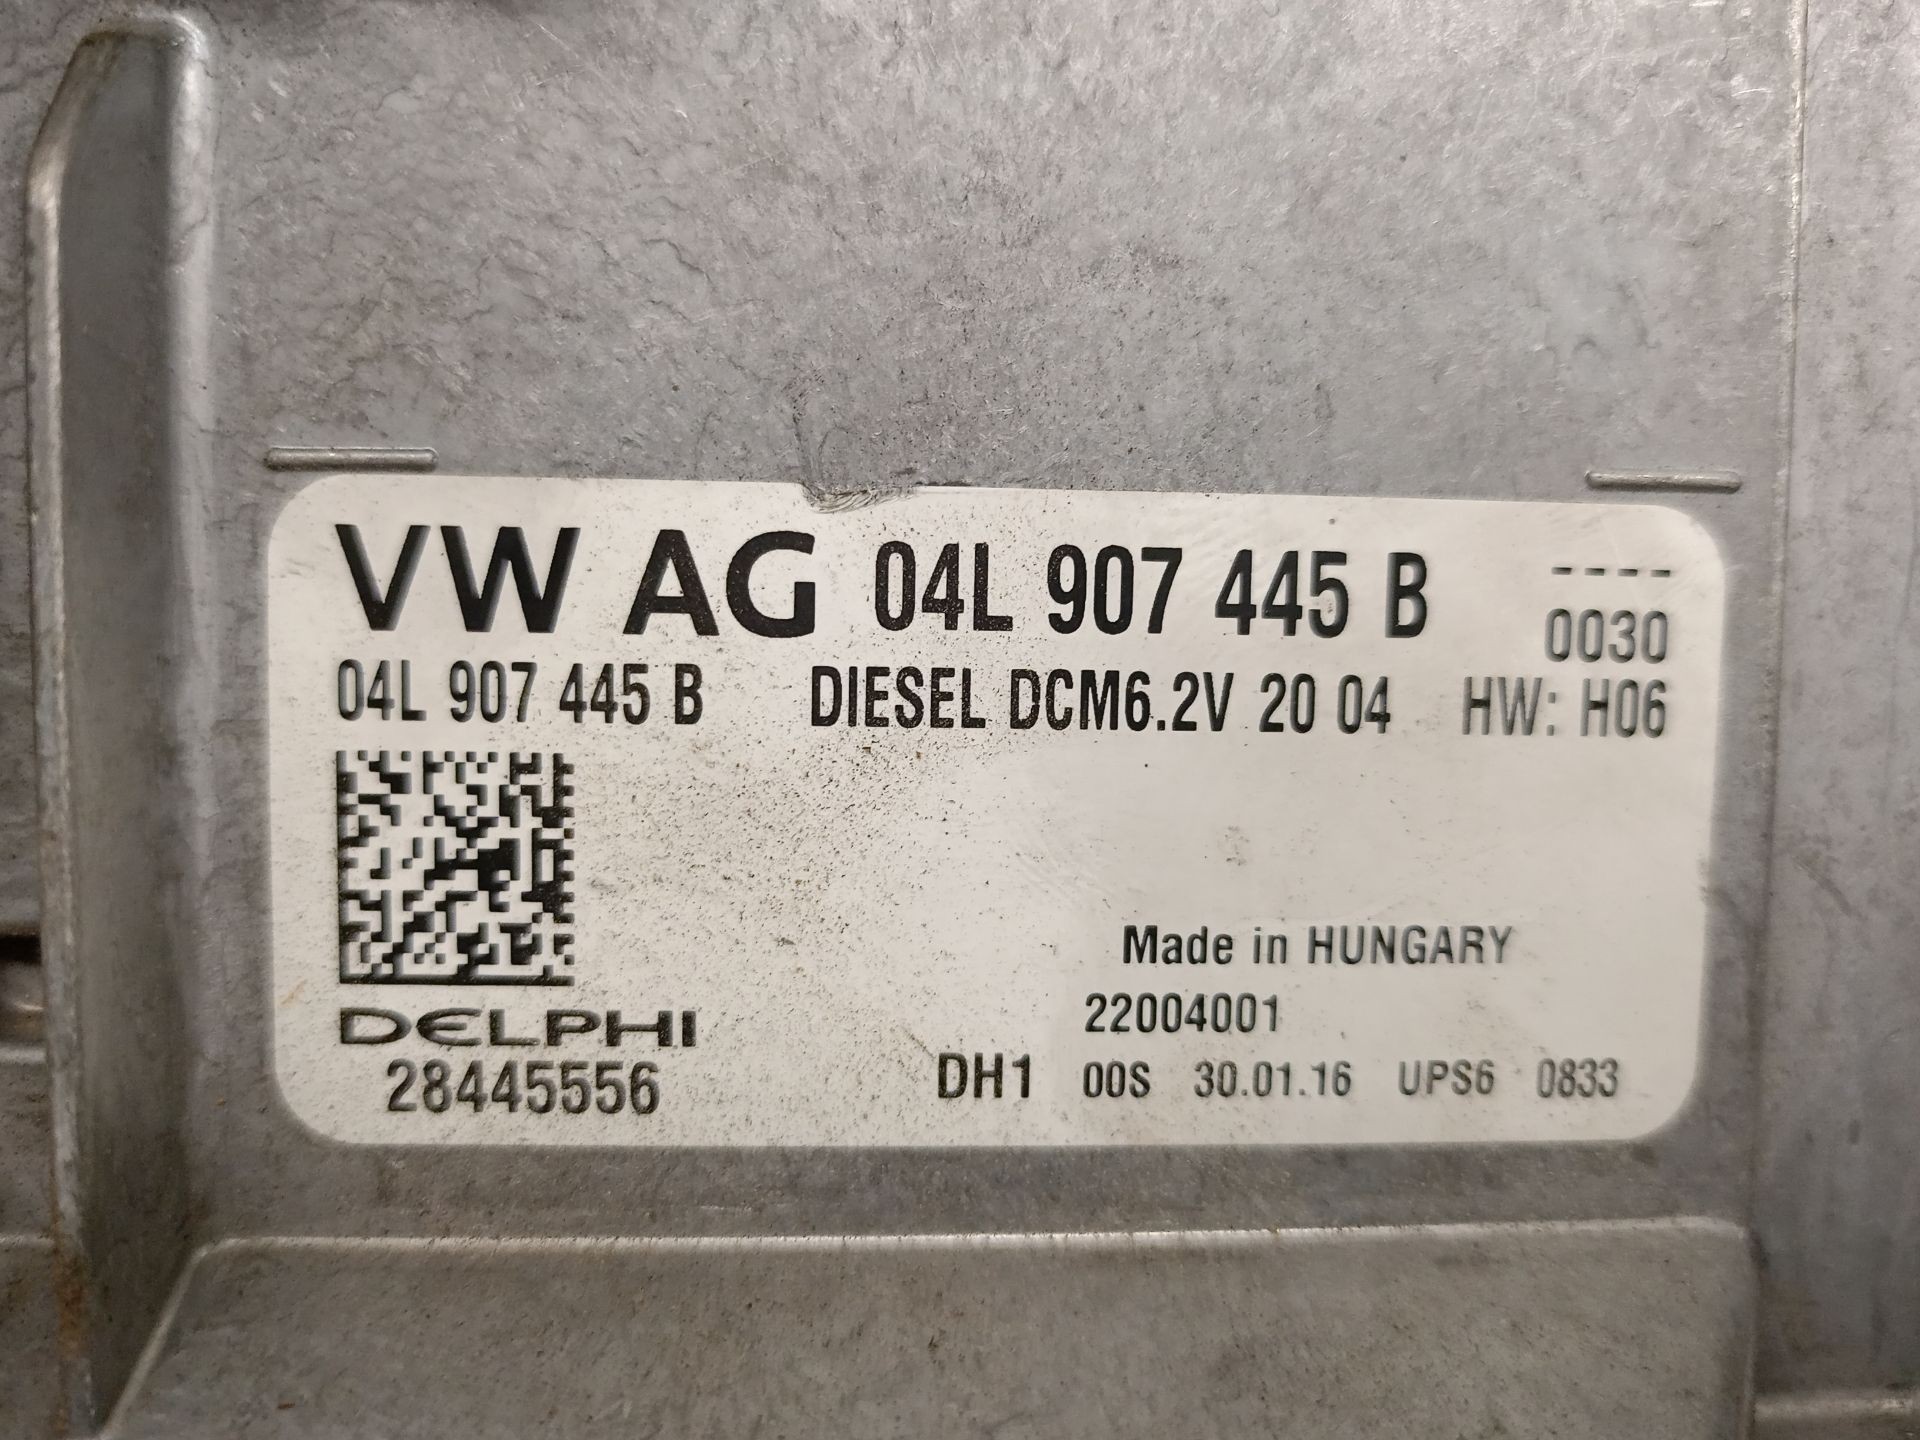 VW AG 04L 907 445 B ----
0030
04L 907 445 B DIESEL DCM6.2V 20 04 HW: H06
Made in HUNGARY
DELPHI 22004001
28445556 DH1 00S 30.01.16 UPS6 0833